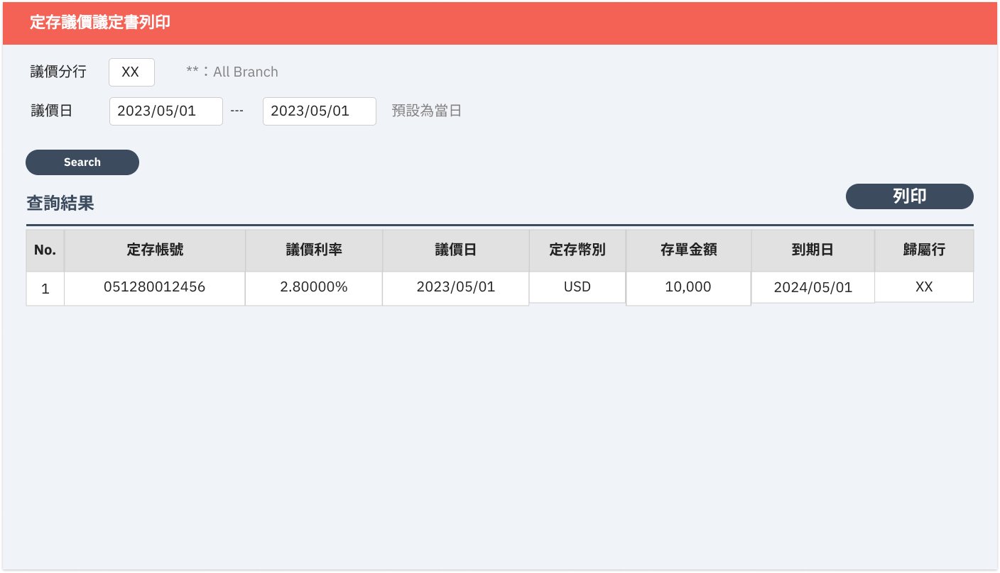 定存議價議定書列印
議價分行 XX **：All Branch
議價日 2023/05/01 --- 2023/05/01 預設為當日
Search
查詢結果 列印
No. 定存帳號 議價利率 議價日 定存幣別 存單金額 到期日 歸屬行
1 051280012456 2.80000% 2023/05/01 USD 10,000 2024/05/01 XX